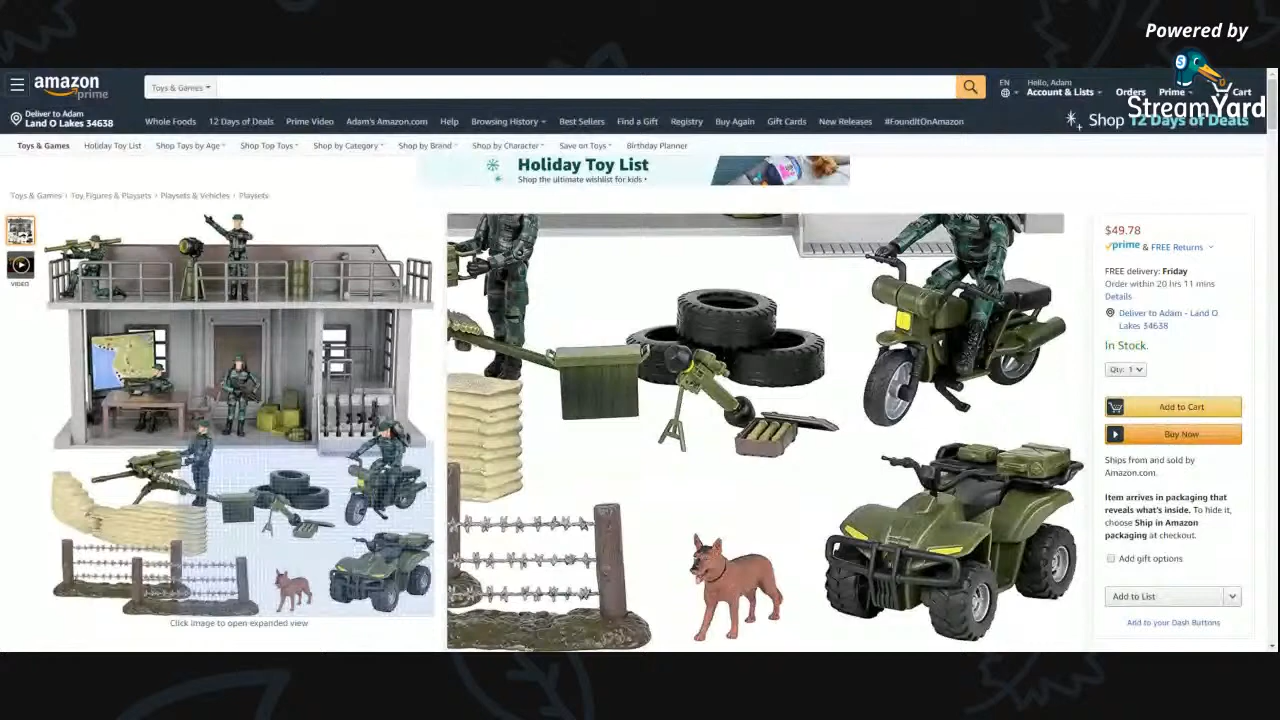 Powered by
StreamYard
amazon
prime
Toys & Games
EN
Hello, Adam
Account & Lists
Orders
Prime
0
Cart
Deliver to Adam
Land O Lakes 34638
Whole Foods
12 Days of Deals
Prime Video
Adam's Amazon.com
Help
Browsing History
Best Sellers
Find a Gift
Registry
Buy Again
Gift Cards
New Releases
#FoundItOnAmazon
Shop 12 Days of Deals
Toys & Games
Holiday Toy List
Shop Toys by Age
Shop Top Toys
Shop by Category
Shop by Brand
Shop by Character
Save on Toys
Birthday Planner
Holiday Toy List
Shop the ultimate wishlist for kids
Toys & Games › Toy Figures & Playsets › Playsets & Vehicles › Playsets
VIDEO
Click image to open expanded view
$49.78
prime & FREE Returns
FREE delivery: Friday
Order within 20 hrs 11 mins
Details
Deliver to Adam - Land O
Lakes 34638
In Stock.
Qty: 1
Add to Cart
Buy Now
Ships from and sold by
Amazon.com.
Item arrives in packaging that
reveals what's inside. To hide it,
choose Ship in Amazon
packaging at checkout.
Add gift options
Add to List
Add to your Dash Buttons